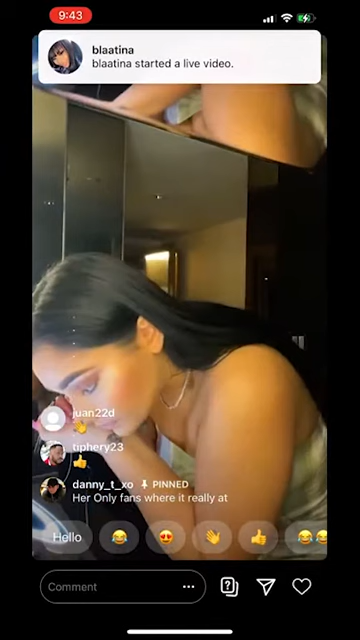 9:43
blaatina
blaatina started a live video.
juan22d
👋
tiphery23
👍
danny_t_xo 📌 PINNED
Her Only fans where it really at
Hello 😂 😍 👋 👍 😂😂
Comment